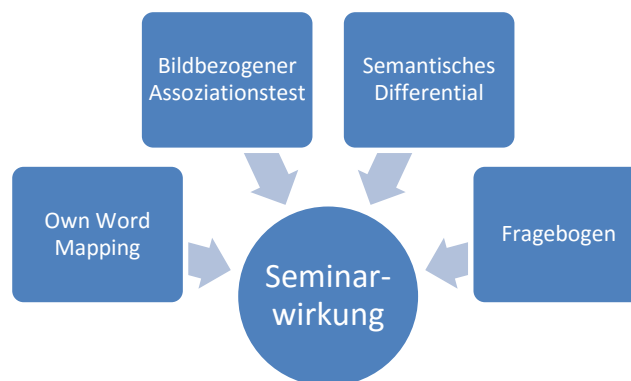 Bildbezogener
Assoziationstest
Semantisches
Differential
Own Word
Mapping
Fragebogen
Seminar-
wirkung